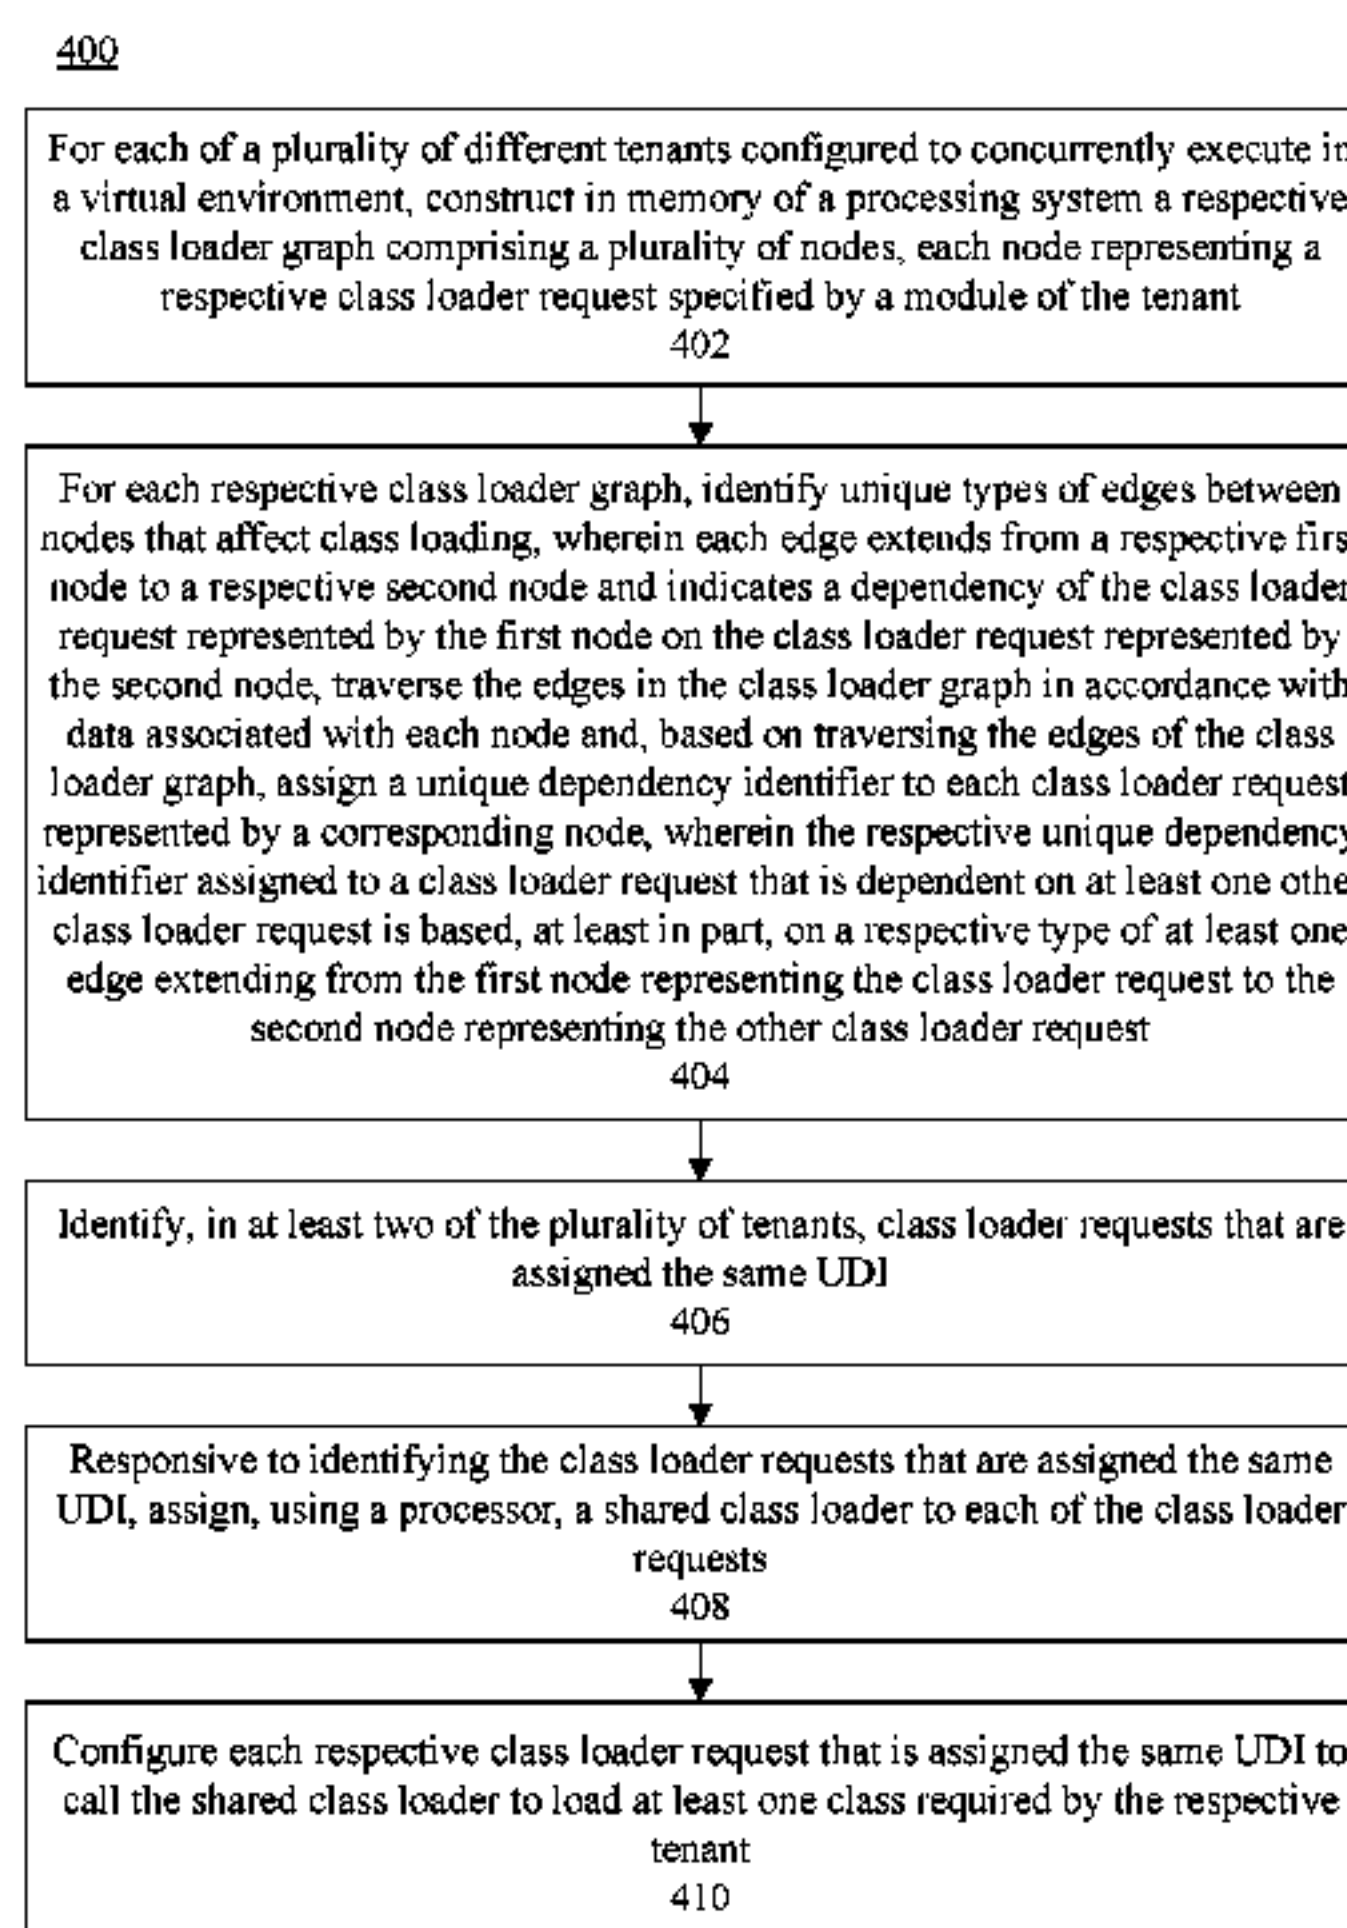 400
For each of a plurality of different tenants configured to concurrently execute in
a virtual environment, construct in memory of a processing system a respective
class loader graph comprising a plurality of nodes, each node representing a
respective class loader request specified by a module of the tenant
402
For each respective class loader graph, identify unique types of edges between
nodes that affect class loading, wherein each edge extends from a respective firs
node to a respective second node and indicates a dependency of the class loader
request represented by the first node on the class loader request represented by
the second node, traverse the edges in the class loader graph in accordance with
data associated with each node and, based on traversing the edges of the class
loader graph, assign a unique dependency identifier to each class loader request
represented by a corresponding node, wherein the respective unique dependency
identifier assigned to a class loader request that is dependent on at least one othe
class loader request is based, at least in part, on a respective type of at least one
edge extending from the first node representing the class loader request to the
second node representing the other class loader request
404
Identify, in at least two of the plurality of tenants, class loader requests that are
assigned the same UDI
406
Responsive to identifying the class loader requests that are assigned the same
UDI, assign, using a processor, a shared class loader to each of the class loader
requests
408
Configure each respective class loader request that is assigned the same UDI to
call the shared class loader to load at least one class required by the respective
tenant
410